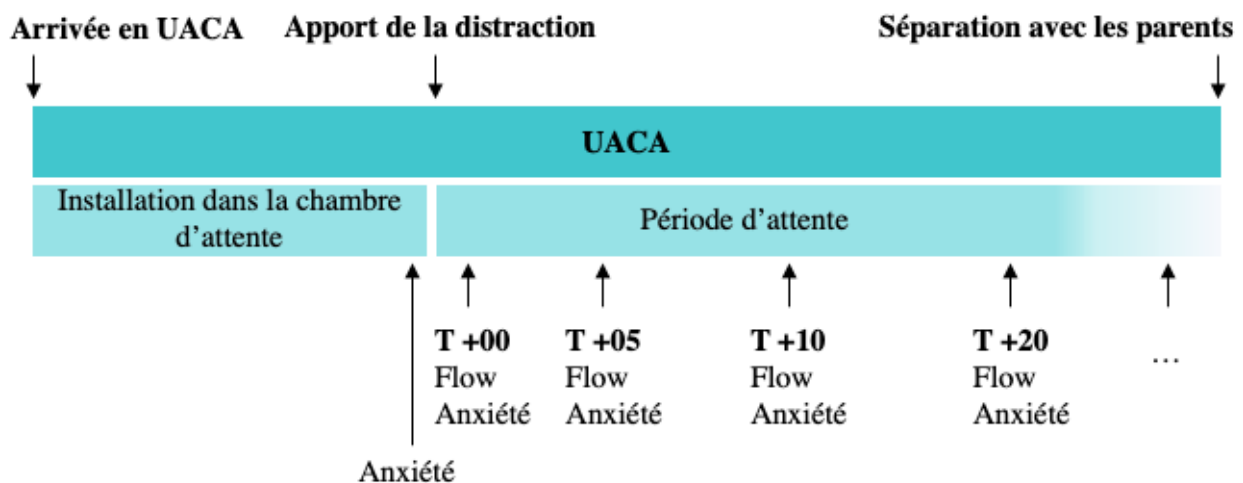 Arrivée en UACA
Apport de la distraction
Séparation avec les parents
UACA
Installation dans la chambre
d'attente
Période d'attente
T +00
Flow
Anxiété
T +05
Flow
Anxiété
T +10
Flow
Anxiété
T +20
Flow
Anxiété
…
Anxiété